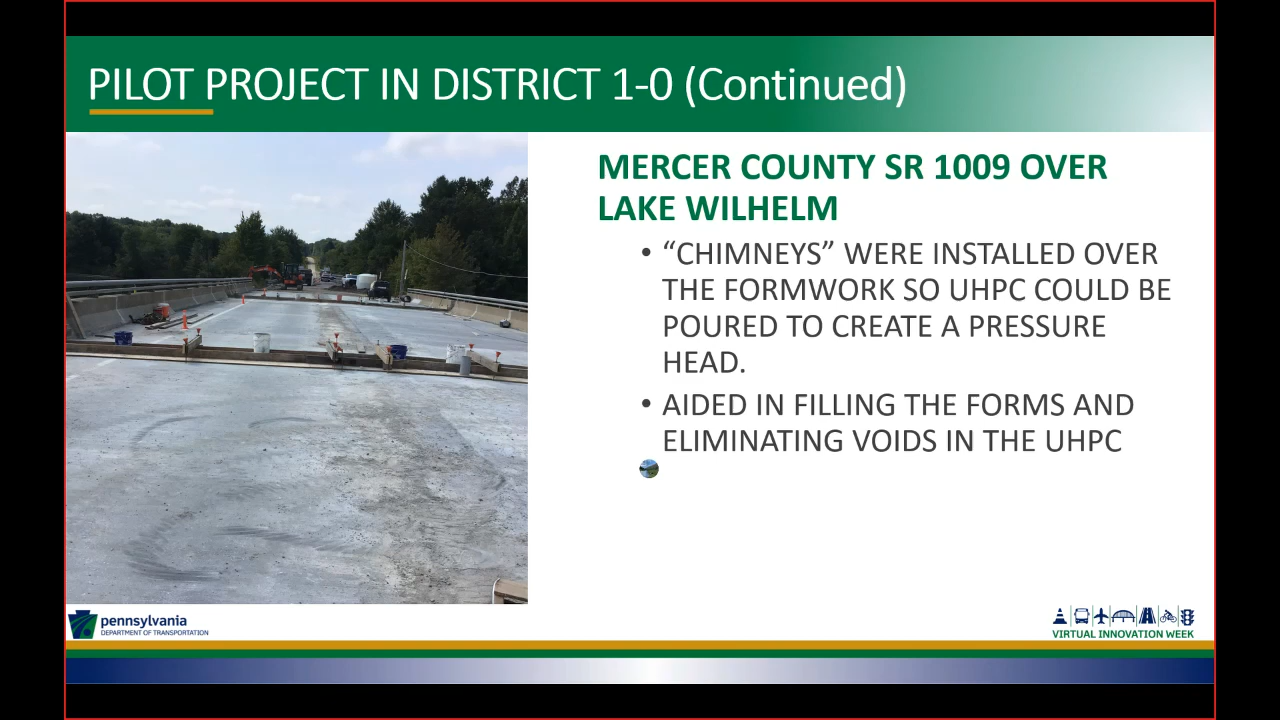 PILOT PROJECT IN DISTRICT 1-0 (Continued)
MERCER COUNTY SR 1009 OVER
LAKE WILHELM
• “CHIMNEYS” WERE INSTALLED OVER
THE FORMWORK SO UHPC COULD BE
POURED TO CREATE A PRESSURE
HEAD.
• AIDED IN FILLING THE FORMS AND
ELIMINATING VOIDS IN THE UHPC
pennsylvania
DEPARTMENT OF TRANSPORTATION
VIRTUAL INNOVATION WEEK